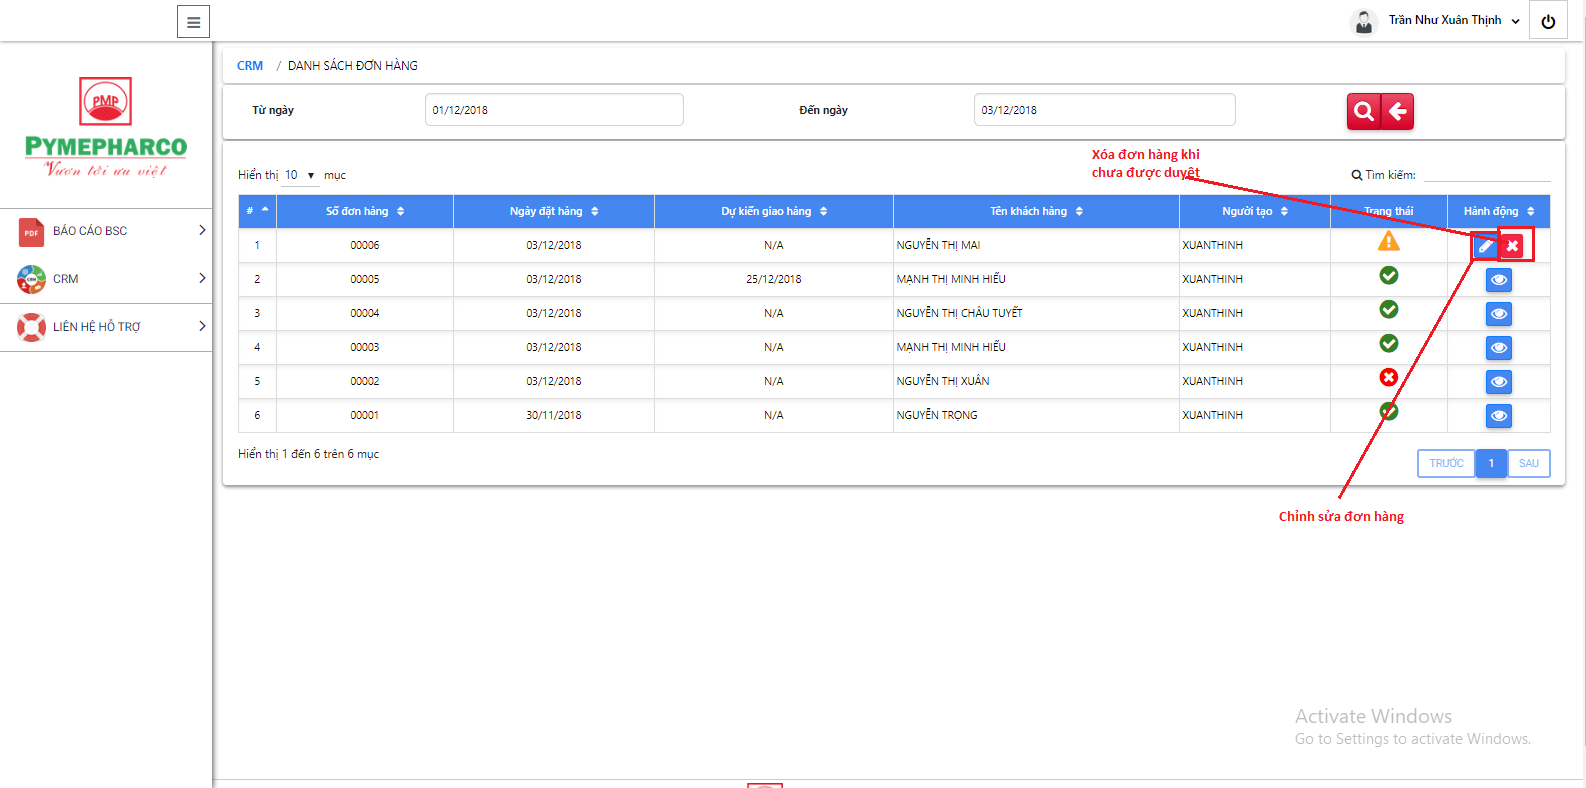 Trần Như Xuân Thịnh
PMP
PYMEPHARCO
Vươn tới ưu việt
CRM / DANH SÁCH ĐƠN HÀNG
Từ ngày 01/12/2018 Đến ngày 03/12/2018
Xóa đơn hàng khi
chưa được duyệt
Hiển thị 10 mục Tìm kiếm:
# Số đơn hàng Ngày đặt hàng Dự kiến giao hàng Tên khách hàng Người tạo Trạng thái Hành động
1 00006 03/12/2018 N/A NGUYỄN THỊ MAI XUANTHINH
2 00005 03/12/2018 25/12/2018 MẠNH THỊ MINH HIẾU XUANTHINH
3 00004 03/12/2018 N/A NGUYỄN THỊ CHÂU TUYẾT XUANTHINH
4 00003 03/12/2018 N/A MẠNH THỊ MINH HIẾU XUANTHINH
5 00002 03/12/2018 N/A NGUYỄN THỊ XUÂN XUANTHINH
6 00001 30/11/2018 N/A NGUYỄN TRỌNG XUANTHINH
Hiển thị 1 đến 6 trên 6 mục
TRƯỚC 1 SAU
Chỉnh sửa đơn hàng
PDF BÁO CÁO BSC
CRM CRM
LIÊN HỆ HỖ TRỢ
Activate Windows
Go to Settings to activate Windows.